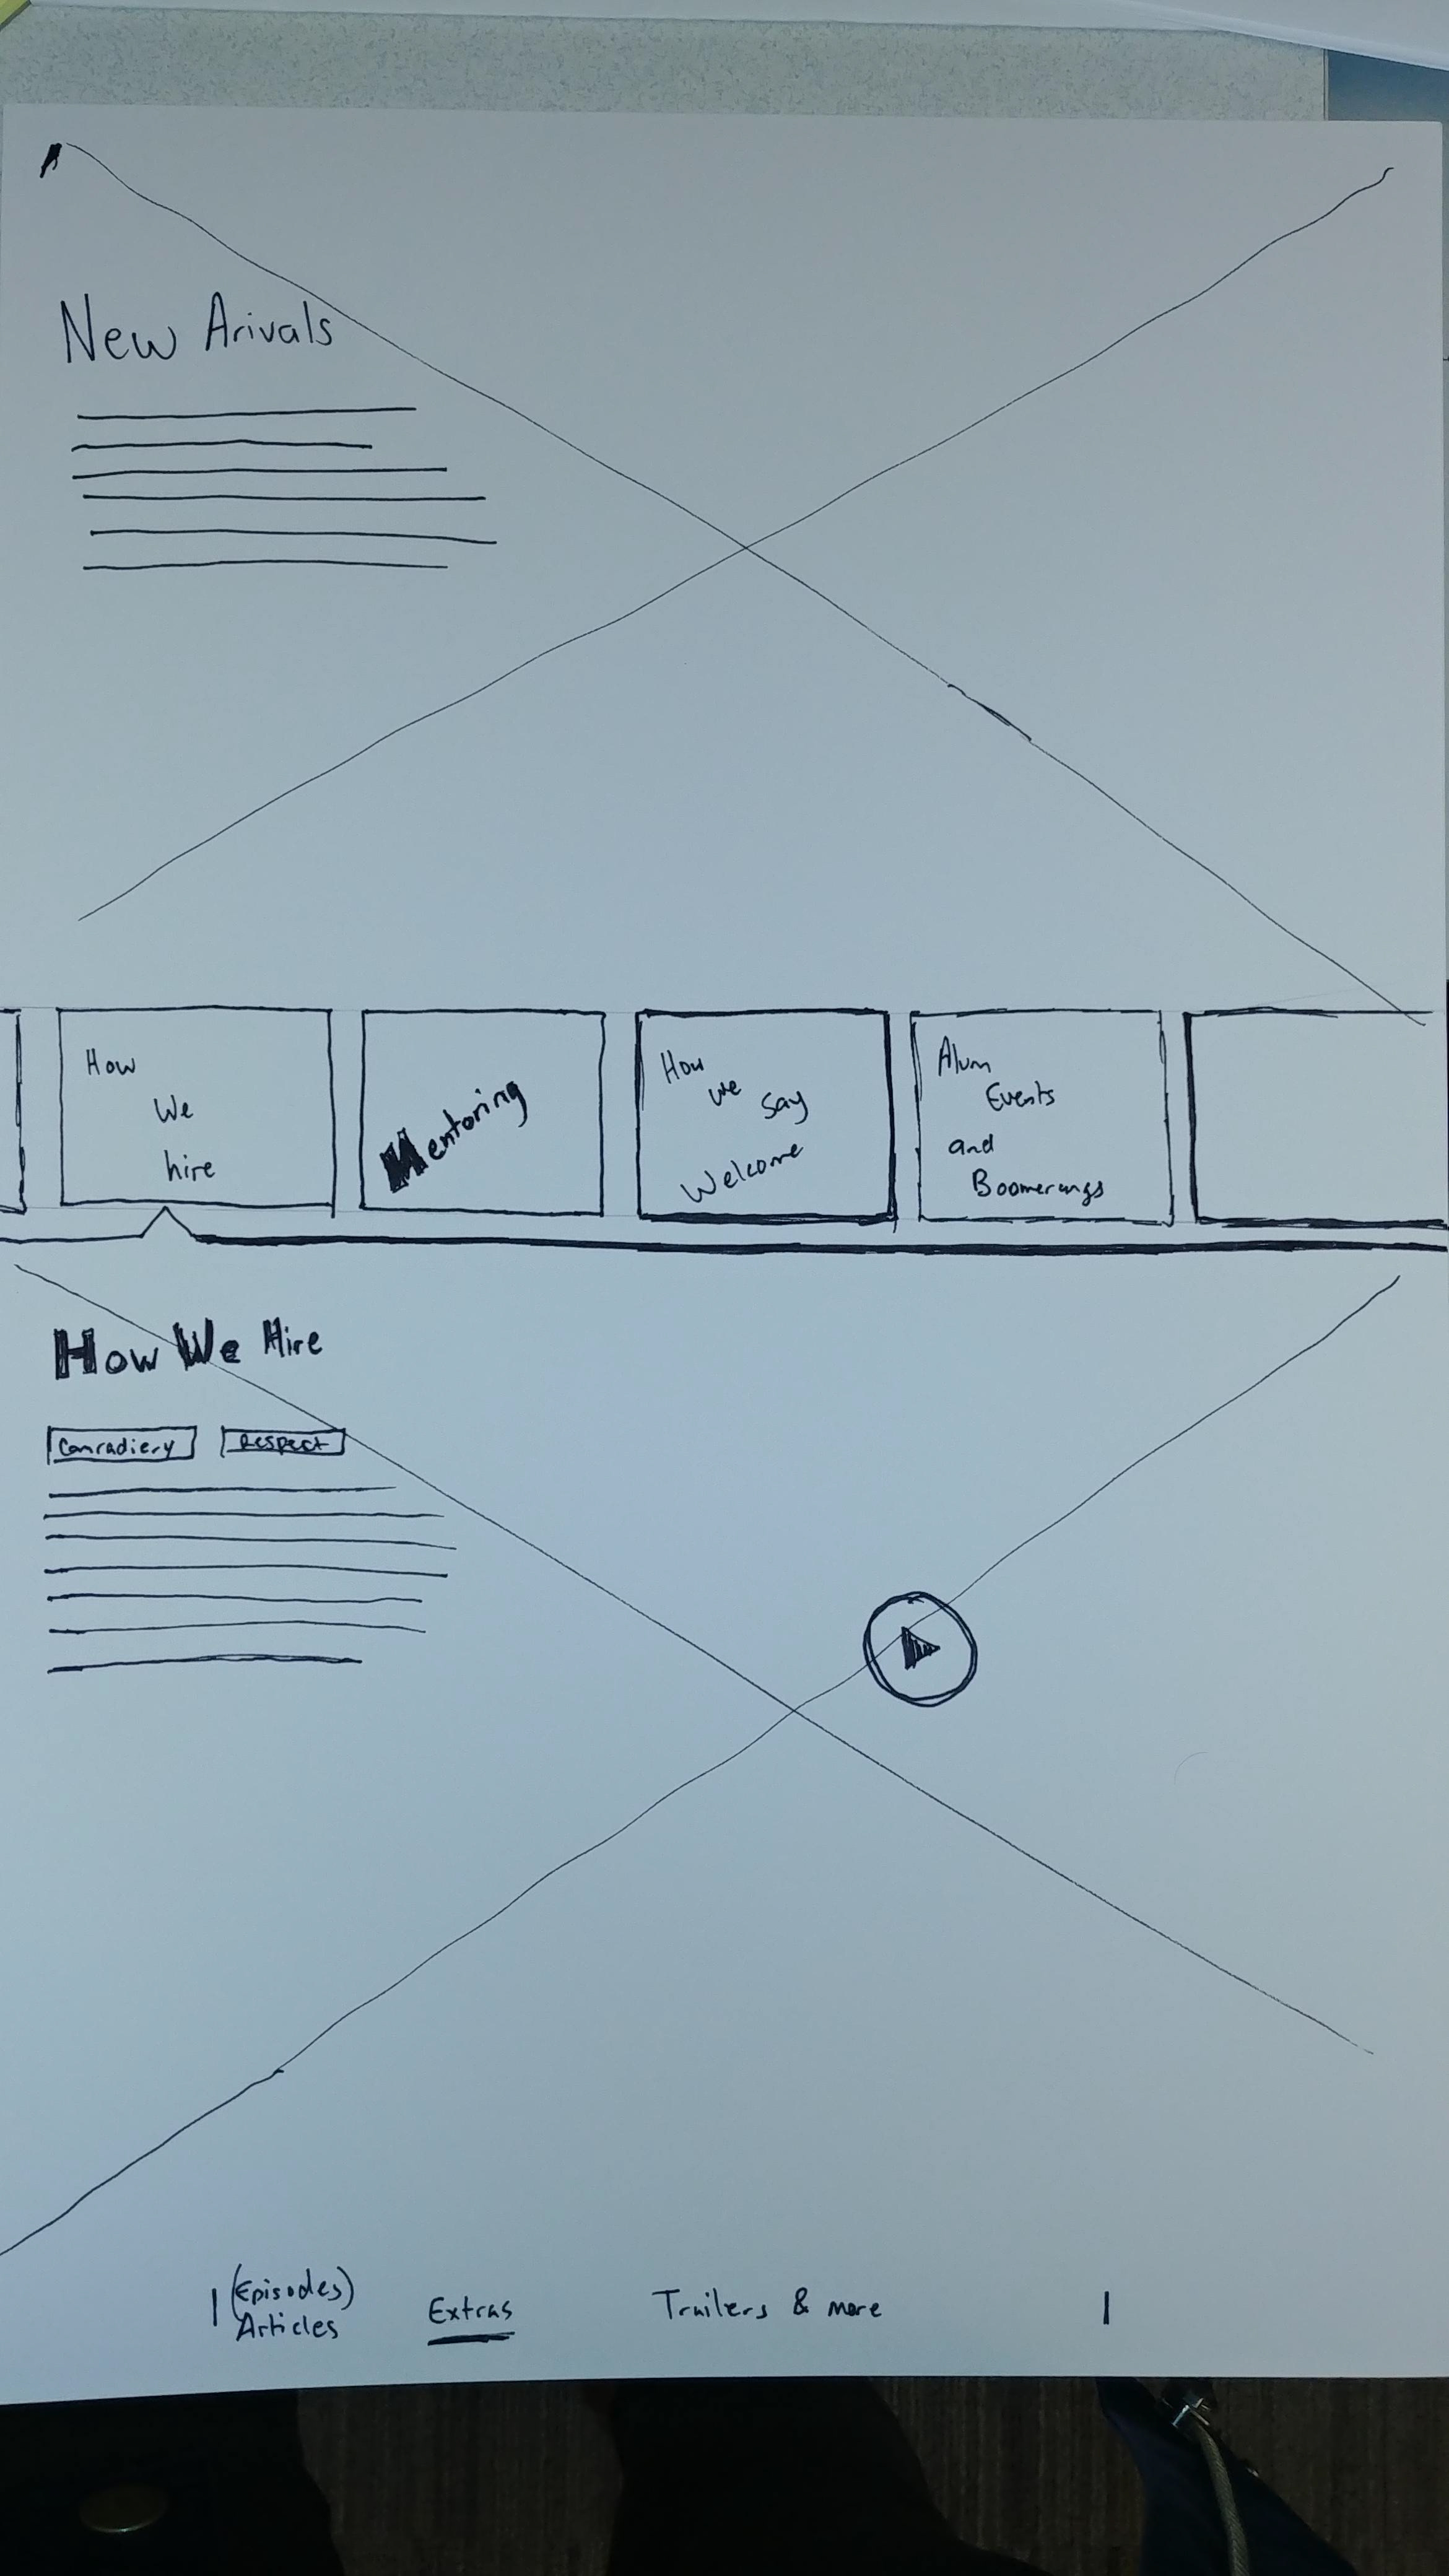 New Arivals
How
We
hire
Mentoring
How
we
say
Welcome
Alum
Events
and
Boomerangs
How We Hire
Comradiery
Respect
(Episodes)
Articles
Extras
Trailers & more